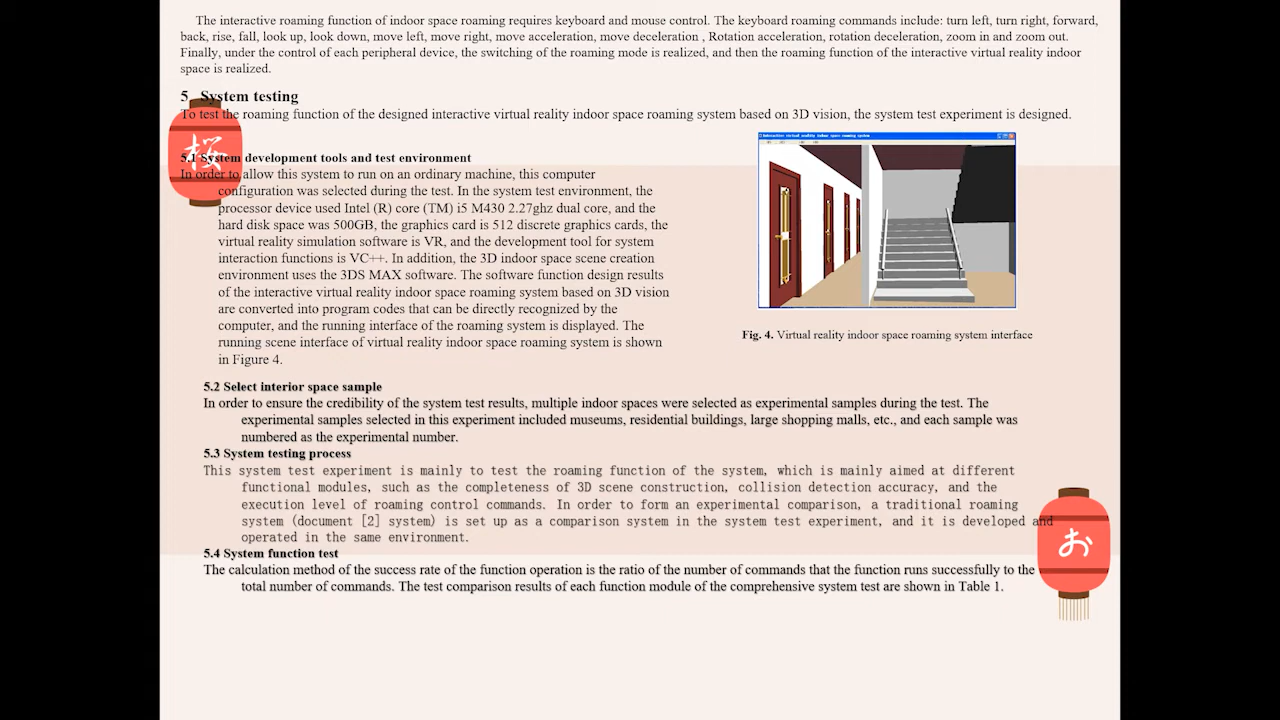 The interactive roaming function of indoor space roaming requires keyboard and mouse control. The keyboard roaming commands include: turn left, turn right, forward,
back, rise, fall, look up, look down, move left, move right, move acceleration, move deceleration , Rotation acceleration, rotation deceleration, zoom in and zoom out.
Finally, under the control of each peripheral device, the switching of the roaming mode is realized, and then the roaming function of the interactive virtual reality indoor
space is realized.
5 System testing
To test the roaming function of the designed interactive virtual reality indoor space roaming system based on 3D vision, the system test experiment is designed.
桜
5.1 System development tools and test environment
In order to allow this system to run on an ordinary machine, this computer
configuration was selected during the test. In the system test environment, the
processor device used Intel (R) core (TM) i5 M430 2.27ghz dual core, and the
hard disk space was 500GB, the graphics card is 512 discrete graphics cards, the
virtual reality simulation software is VR, and the development tool for system
interaction functions is VC++. In addition, the 3D indoor space scene creation
environment uses the 3DS MAX software. The software function design results
of the interactive virtual reality indoor space roaming system based on 3D vision
are converted into program codes that can be directly recognized by the
computer, and the running interface of the roaming system is displayed. The
running scene interface of virtual reality indoor space roaming system is shown
in Figure 4.
Interactive virtual reality indoor space roaming system
Fig. 4. Virtual reality indoor space roaming system interface
5.2 Select interior space sample
In order to ensure the credibility of the system test results, multiple indoor spaces were selected as experimental samples during the test. The
experimental samples selected in this experiment included museums, residential buildings, large shopping malls, etc., and each sample was
numbered as the experimental number.
5.3 System testing process
This system test experiment is mainly to test the roaming function of the system, which is mainly aimed at different
functional modules, such as the completeness of 3D scene construction, collision detection accuracy, and the
execution level of roaming control commands. In order to form an experimental comparison, a traditional roaming
system (document [2] system) is set up as a comparison system in the system test experiment, and it is developed and
operated in the same environment.
5.4 System function test
The calculation method of the success rate of the function operation is the ratio of the number of commands that the function runs successfully to the
total number of commands. The test comparison results of each function module of the comprehensive system test are shown in Table 1.
お